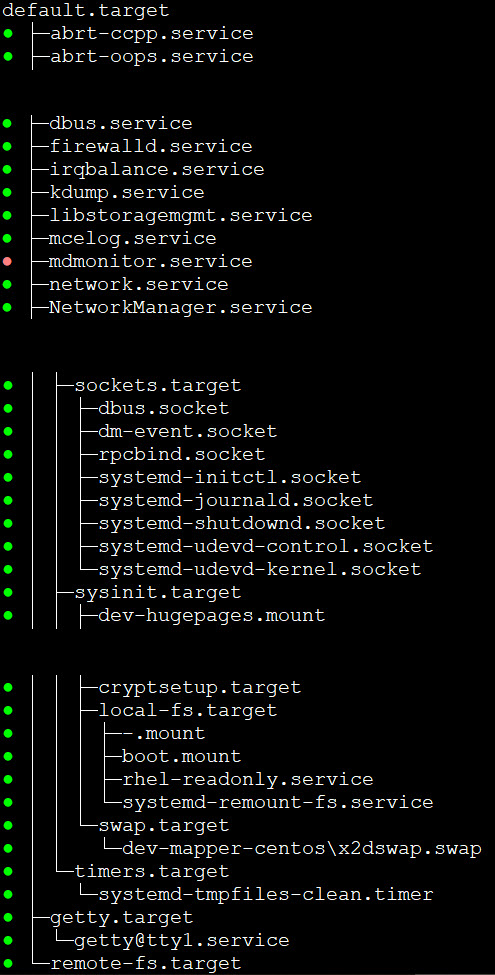 default.target
● ├─abrt-ccpp.service
● ├─abrt-oops.service
● ├─dbus.service
● ├─firewalld.service
● ├─irqbalance.service
● ├─kdump.service
● ├─libstoragemgmt.service
● ├─mcelog.service
● ├─mdmonitor.service
● ├─network.service
● ├─NetworkManager.service
● │ ├─sockets.target
● │ │ ├─dbus.socket
● │ │ ├─dm-event.socket
● │ │ ├─rpcbind.socket
● │ │ ├─systemd-initctl.socket
● │ │ ├─systemd-journald.socket
● │ │ ├─systemd-shutdownd.socket
● │ │ ├─systemd-udevd-control.socket
● │ │ └─systemd-udevd-kernel.socket
● │ ├─sysinit.target
● │ │ ├─dev-hugepages.mount
● │ │ ├─cryptsetup.target
● │ │ ├─local-fs.target
● │ │ │ ├─-.mount
● │ │ │ ├─boot.mount
● │ │ │ ├─rhel-readonly.service
● │ │ │ └─systemd-remount-fs.service
● │ │ └─swap.target
● │ │   └─dev-mapper-centos\x2dswap.swap
● │ └─timers.target
● │   └─systemd-tmpfiles-clean.timer
● ├─getty.target
● │ └─getty@tty1.service
● └─remote-fs.target